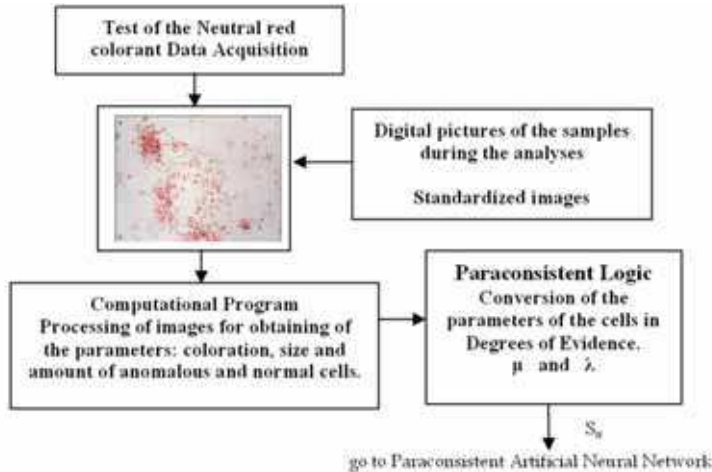 Test of the Neutral red
colorant Data Acquisition
Digital pictures of the samples
during the analyses
Standardized images
Computational Program
Processing of images for obtaining of
the parameters: coloration, size and
amount of anomalous and normal cells.
Paraconsistent Logic
Conversion of the
parameters of the cells in
Degrees of Evidence.
μ and λ
go to Paraconsistent Artificial Neural Network